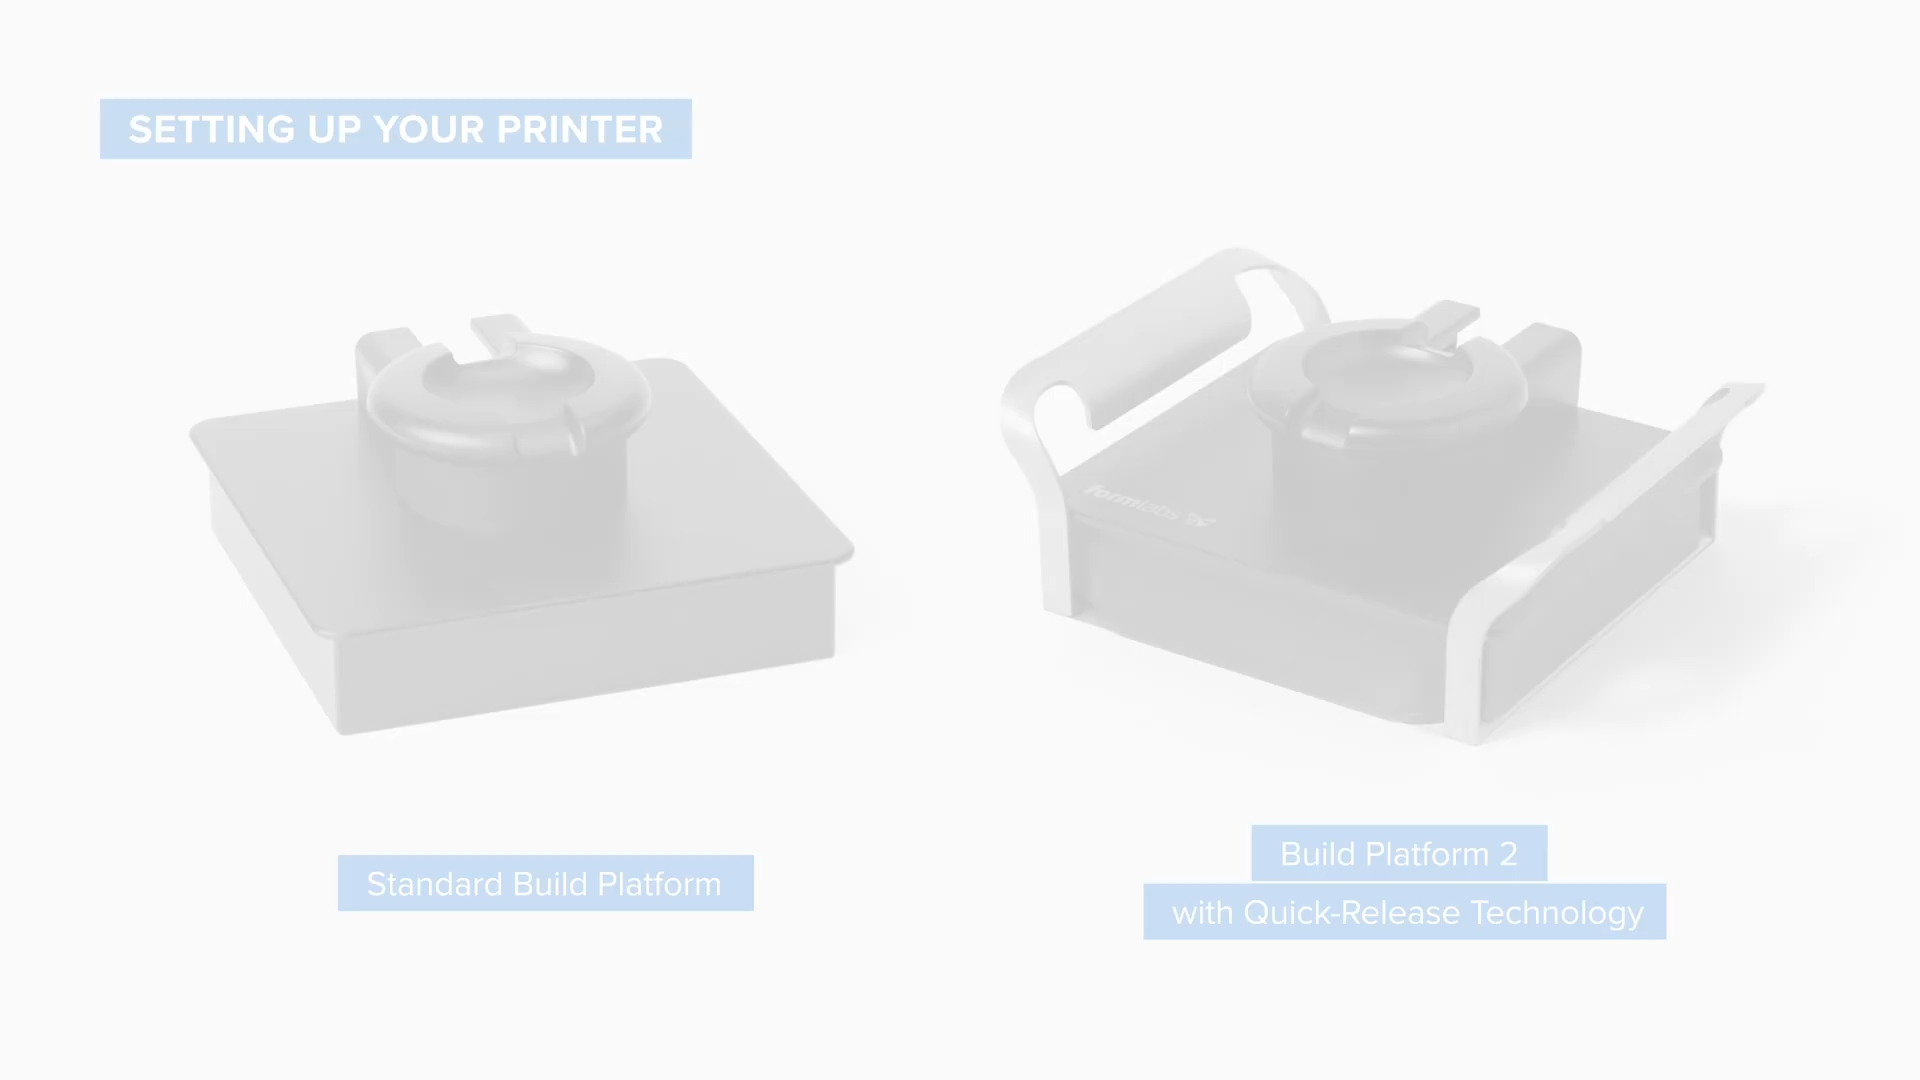 SETTING UP YOUR PRINTER
formlabs
Standard Build Platform
Build Platform 2
with Quick-Release Technology